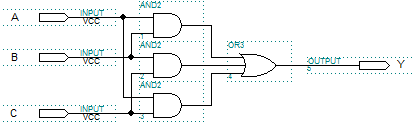 AND2
A INPUT
VCC
1
AND2
OR3
B INPUT
VCC
OUTPUT Y
2
4
5
AND2
C INPUT
VCC
3